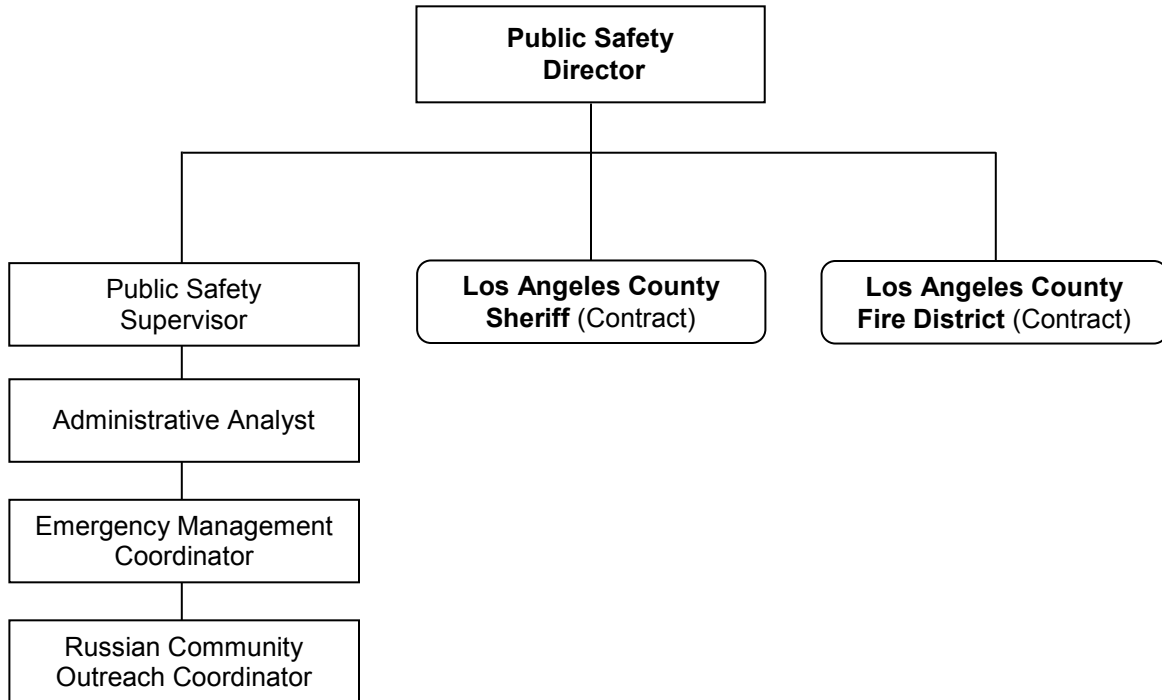 Public Safety
Director
Public Safety
Supervisor
Los Angeles County
Sheriff (Contract)
Los Angeles County
Fire District (Contract)
Administrative Analyst
Emergency Management
Coordinator
Russian Community
Outreach Coordinator